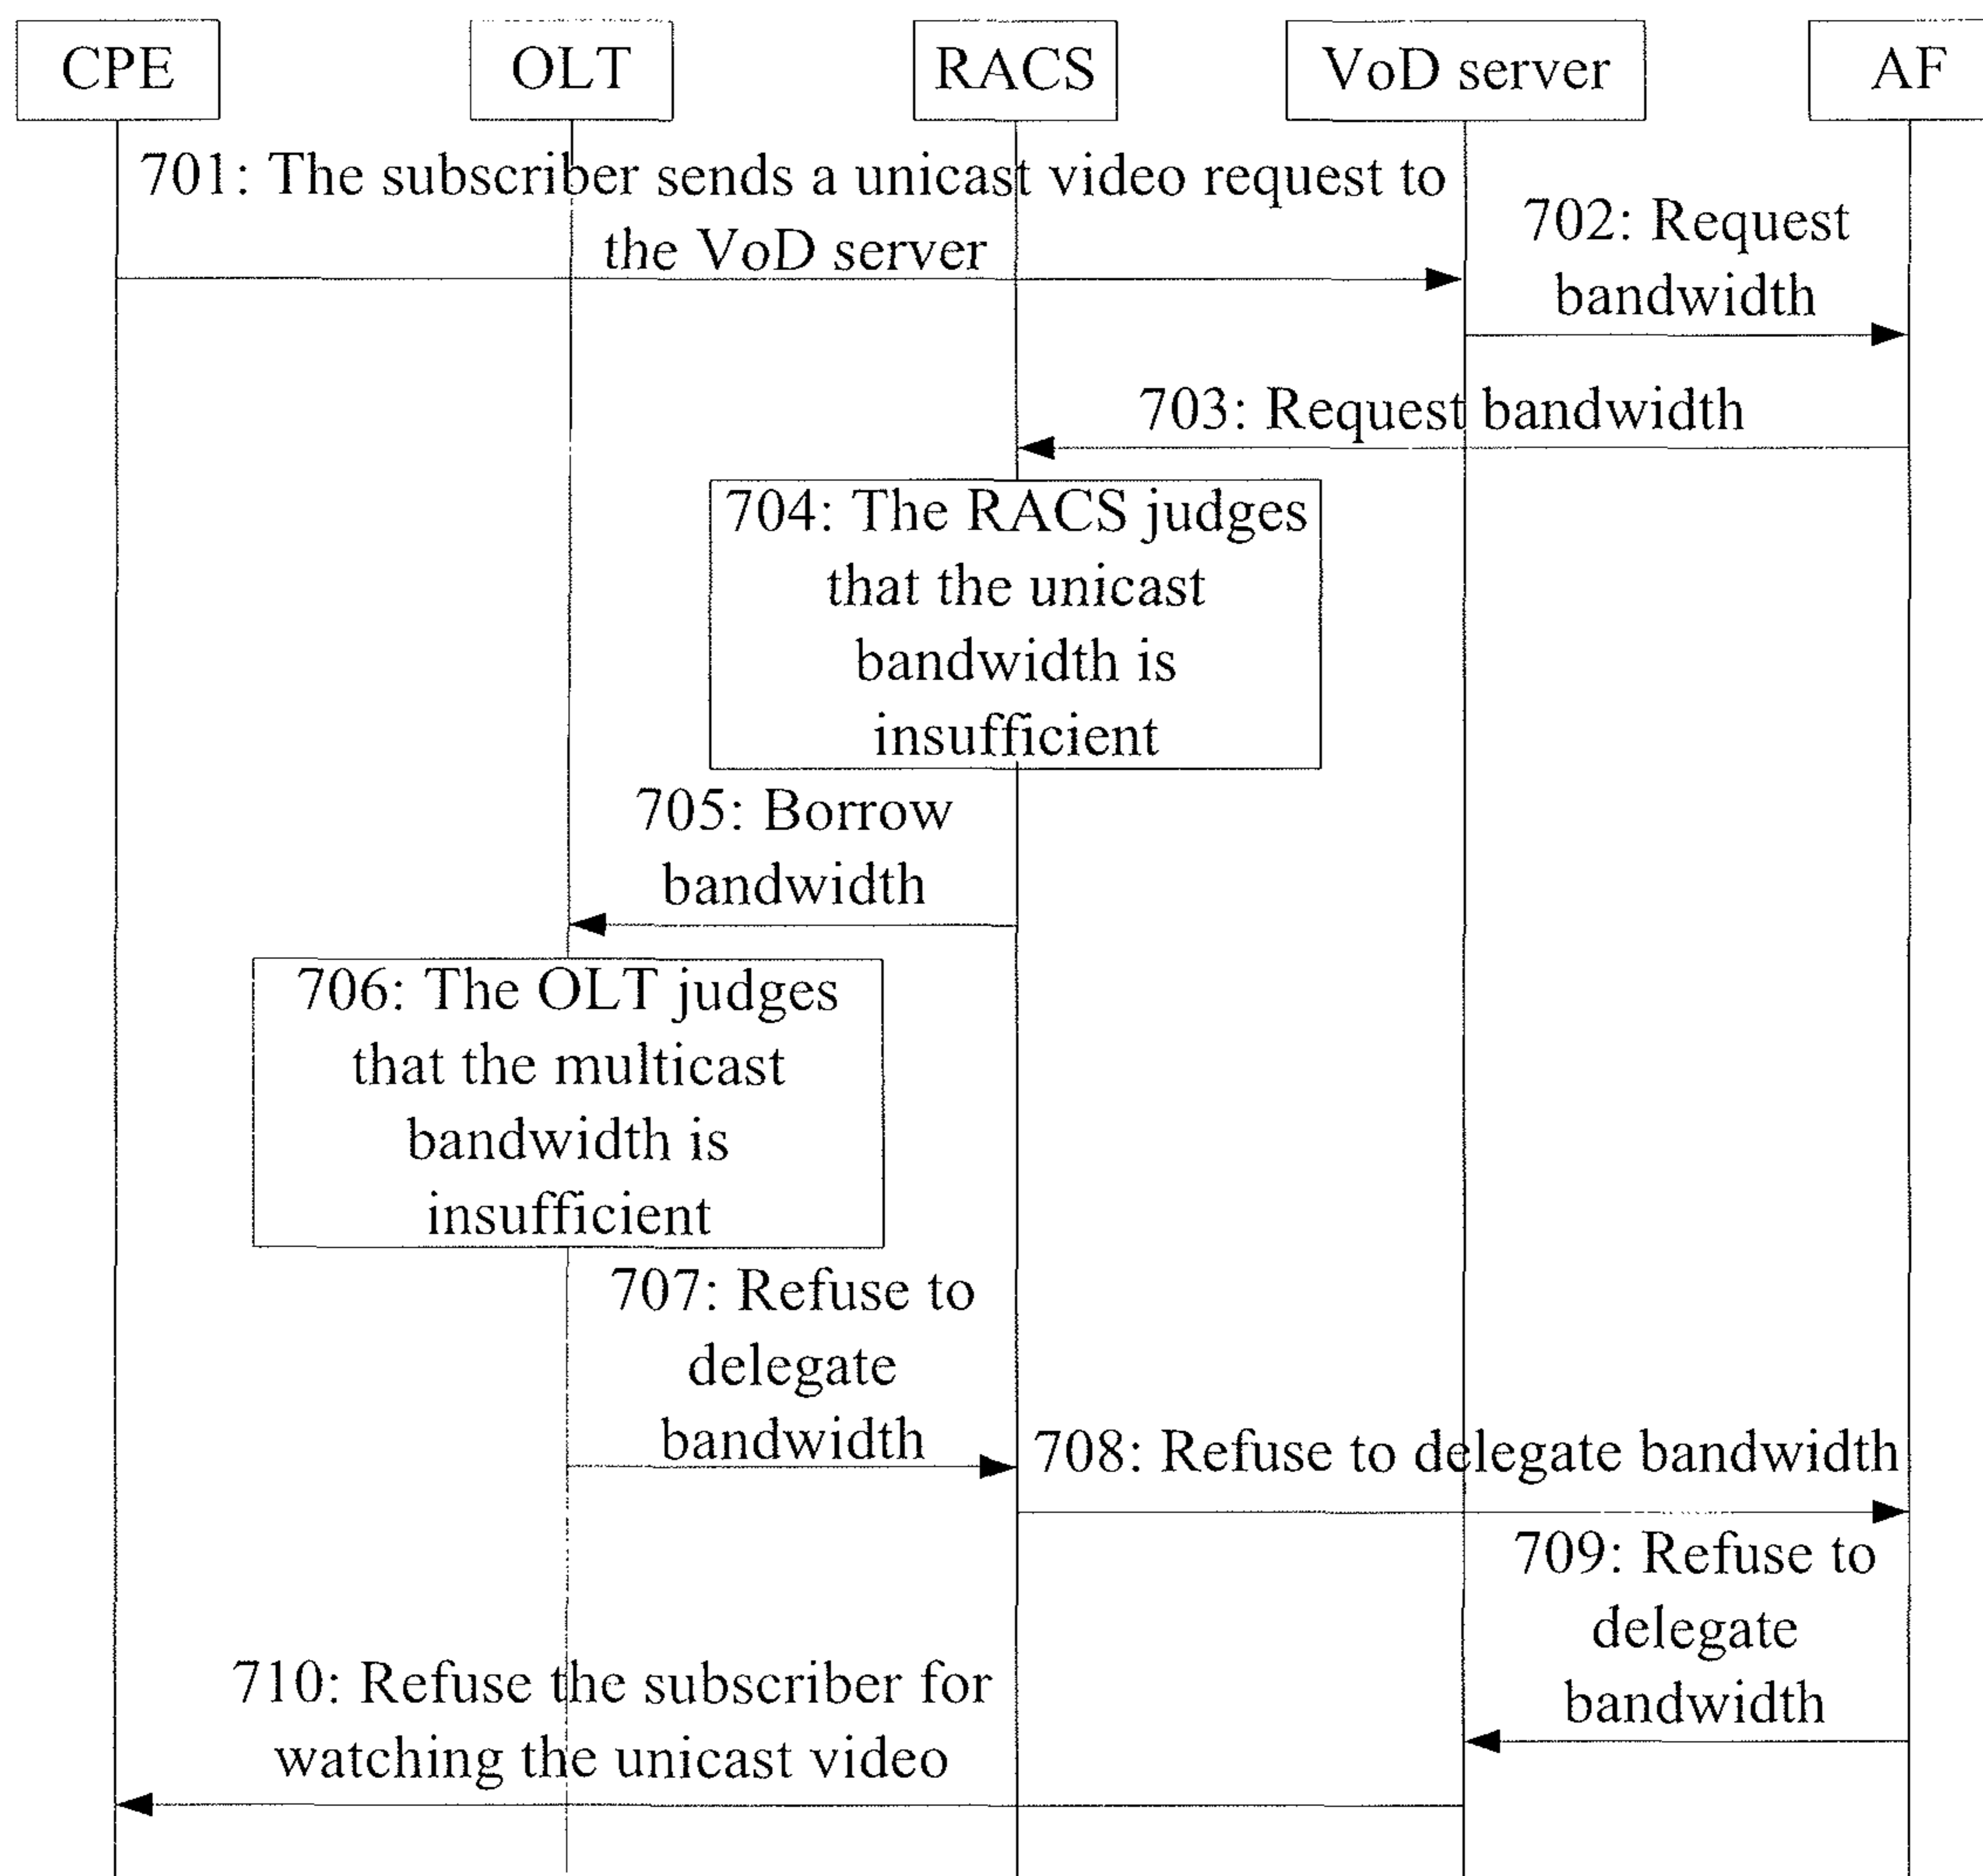 CPE
OLT
RACS
VoD server
AF
701: The subscriber sends a unicast video request to
the VoD server
702: Request
bandwidth
703: Request bandwidth
704: The RACS judges
that the unicast
bandwidth is
insufficient
705: Borrow
bandwidth
706: The OLT judges
that the multicast
bandwidth is
insufficient
707: Refuse to
delegate
bandwidth
708: Refuse to delegate bandwidth
709: Refuse to
delegate
bandwidth
710: Refuse the subscriber for
watching the unicast video